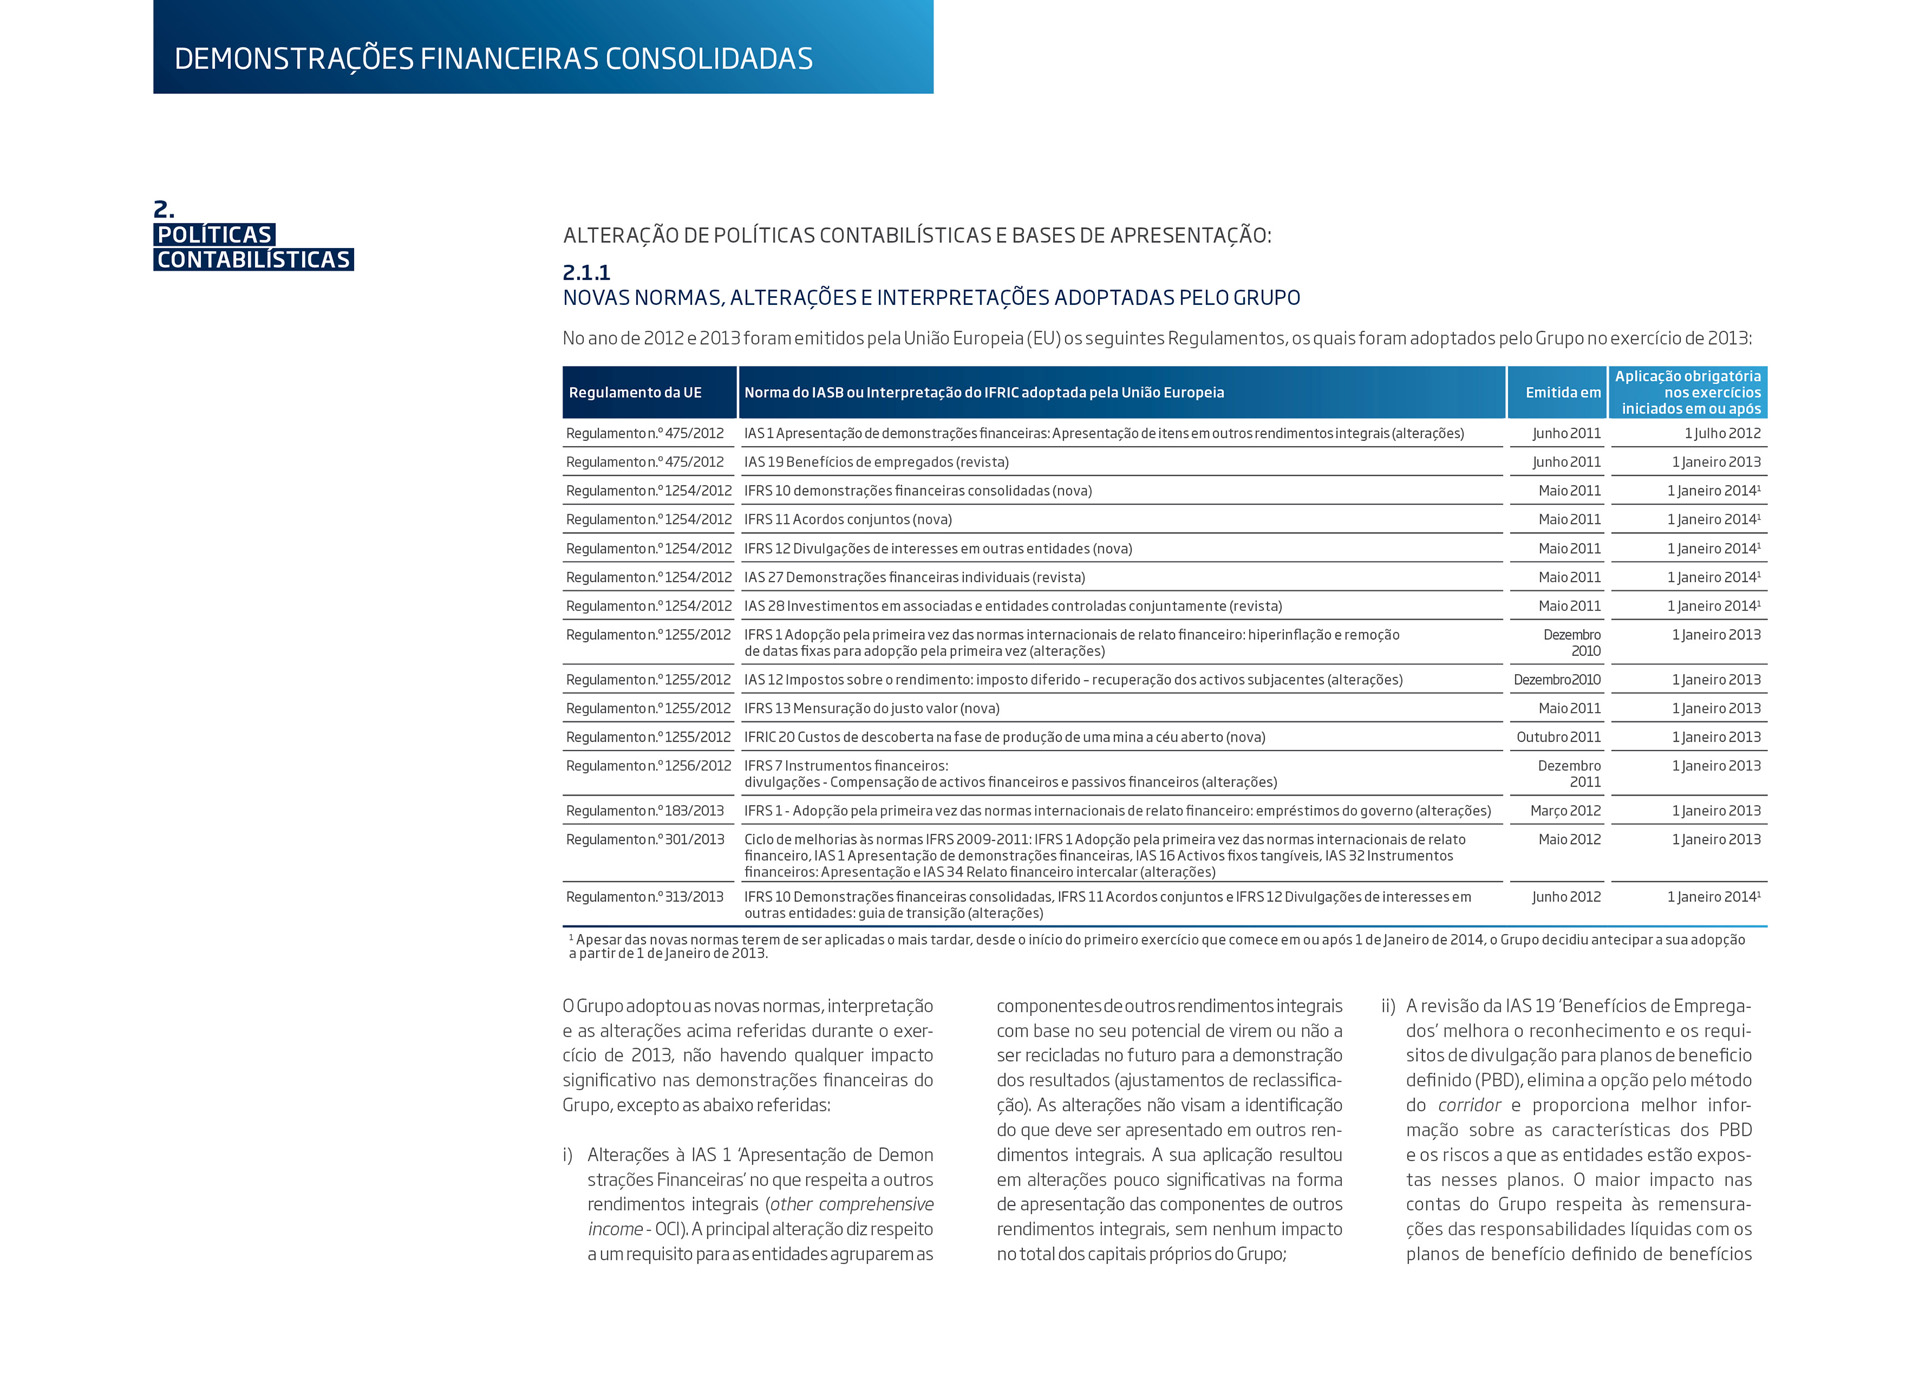 DEMONSTRAÇÕES FINANCEIRAS CONSOLIDADAS
2.
POLÍTICAS
CONTABILÍSTICAS
ALTERAÇÃO DE POLÍTICAS CONTABILÍSTICAS E BASES DE APRESENTAÇÃO:
2.1.1
NOVAS NORMAS, ALTERAÇÕES E INTERPRETAÇÕES ADOPTADAS PELO GRUPO
No ano de 2012 e 2013 foram emitidos pela União Europeia (EU) os seguintes Regulamentos, os quais foram adoptados pelo Grupo no exercício de 2013:
Regulamento da UE Norma do IASB ou Interpretação do IFRIC adoptada pela União Europeia Emitida em Aplicação obrigatória
nos exercícios
iniciados em ou após
Regulamento n.º 475/2012 IAS 1 Apresentação de demonstrações financeiras: Apresentação de itens em outros rendimentos integrais (alterações) Junho 2011 1 Julho 2012
Regulamento n.º 475/2012 IAS 19 Benefícios de empregados (revista) Junho 2011 1 Janeiro 2013
Regulamento n.º 1254/2012 IFRS 10 demonstrações financeiras consolidadas (nova) Maio 2011 1 Janeiro 2014¹
Regulamento n.º 1254/2012 IFRS 11 Acordos conjuntos (nova) Maio 2011 1 Janeiro 2014¹
Regulamento n.º 1254/2012 IFRS 12 Divulgações de interesses em outras entidades (nova) Maio 2011 1 Janeiro 2014¹
Regulamento n.º 1254/2012 IAS 27 Demonstrações financeiras individuais (revista) Maio 2011 1 Janeiro 2014¹
Regulamento n.º 1254/2012 IAS 28 Investimentos em associadas e entidades controladas conjuntamente (revista) Maio 2011 1 Janeiro 2014¹
Regulamento n.º 1255/2012 IFRS 1 Adopção pela primeira vez das normas internacionais de relato financeiro: hiperinflação e remoção Dezembro 1 Janeiro 2013
de datas fixas para adopção pela primeira vez (alterações) 2010
Regulamento n.º 1255/2012 IAS 12 Impostos sobre o rendimento: imposto diferido – recuperação dos activos subjacentes (alterações) Dezembro2010 1 Janeiro 2013
Regulamento n.º 1255/2012 IFRS 13 Mensuração do justo valor (nova) Maio 2011 1 Janeiro 2013
Regulamento n.º 1255/2012 IFRIC 20 Custos de descoberta na fase de produção de uma mina a céu aberto (nova) Outubro 2011 1 Janeiro 2013
Regulamento n.º 1256/2012 IFRS 7 Instrumentos financeiros: Dezembro 1 Janeiro 2013
divulgações - Compensação de activos financeiros e passivos financeiros (alterações) 2011
Regulamento n.º 183/2013 IFRS 1 - Adopção pela primeira vez das normas internacionais de relato financeiro: empréstimos do governo (alterações) Março 2012 1 Janeiro 2013
Regulamento n.º 301/2013 Ciclo de melhorias às normas IFRS 2009-2011: IFRS 1 Adopção pela primeira vez das normas internacionais de relato Maio 2012 1 Janeiro 2013
financeiro, IAS 1 Apresentação de demonstrações financeiras, IAS 16 Activos fixos tangíveis, IAS 32 Instrumentos
financeiros: Apresentação e IAS 34 Relato financeiro intercalar (alterações)
Regulamento n.º 313/2013 IFRS 10 Demonstrações financeiras consolidadas, IFRS 11 Acordos conjuntos e IFRS 12 Divulgações de interesses em Junho 2012 1 Janeiro 2014¹
outras entidades: guia de transição (alterações)
¹ Apesar das novas normas terem de ser aplicadas o mais tardar, desde o início do primeiro exercício que comece em ou após 1 de Janeiro de 2014, o Grupo decidiu antecipar a sua adopção
a partir de 1 de Janeiro de 2013.
O Grupo adoptou as novas normas, interpretação
e as alterações acima referidas durante o exer-
cício de 2013, não havendo qualquer impacto
significativo nas demonstrações financeiras do
Grupo, excepto as abaixo referidas:
i) Alterações à IAS 1 ‘Apresentação de Demon
strações Financeiras’ no que respeita a outros
rendimentos integrais (other comprehensive
income - OCI). A principal alteração diz respeito
a um requisito para as entidades agruparem as
componentes de outros rendimentos integrais
com base no seu potencial de virem ou não a
ser recicladas no futuro para a demonstração
dos resultados (ajustamentos de reclassifica-
ção). As alterações não visam a identificação
do que deve ser apresentado em outros ren-
dimentos integrais. A sua aplicação resultou
em alterações pouco significativas na forma
de apresentação das componentes de outros
rendimentos integrais, sem nenhum impacto
no total dos capitais próprios do Grupo;
ii) A revisão da IAS 19 ‘Benefícios de Emprega-
dos’ melhora o reconhecimento e os requi-
sitos de divulgação para planos de beneficio
definido (PBD), elimina a opção pelo método
do corridor e proporciona melhor infor-
mação sobre as características dos PBD
e os riscos a que as entidades estão expos-
tas nesses planos. O maior impacto nas
contas do Grupo respeita às remensura-
ções das responsabilidades líquidas com os
planos de benefício definido de benefícios